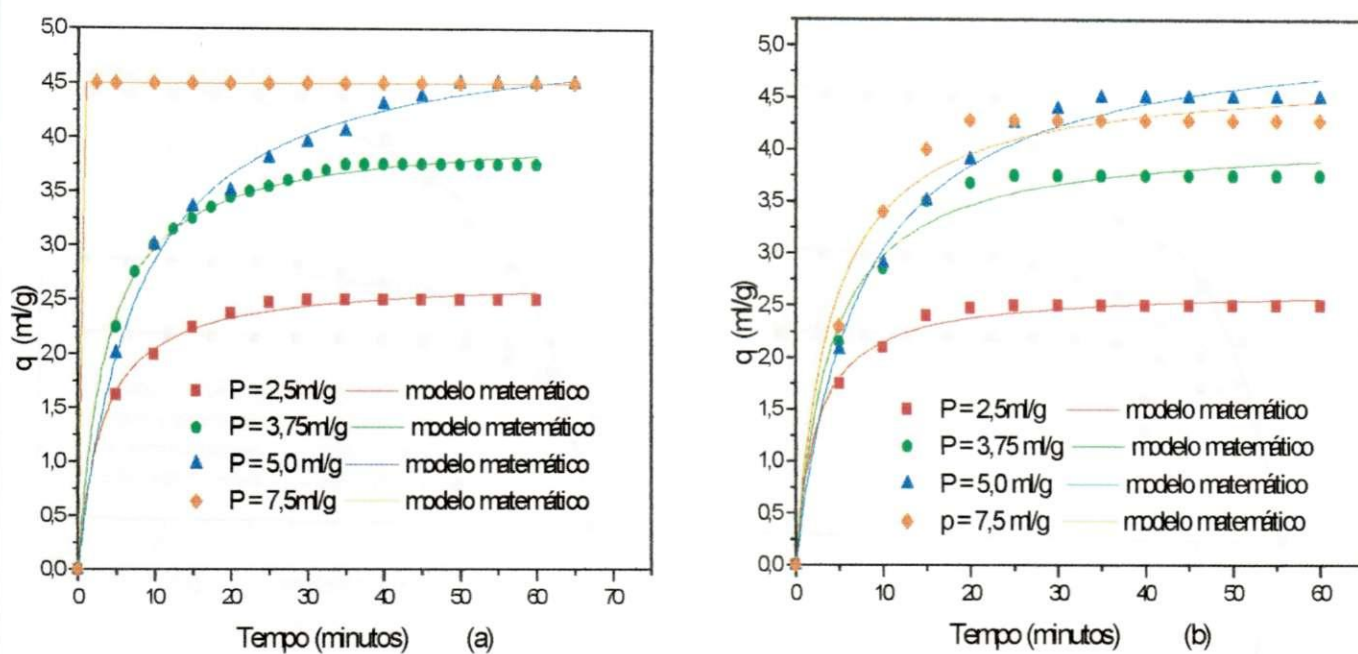 5,0
4,5
4,0
3,5
3,0
2,5
2,0
1,5
1,0
0,5
0,0
q (ml/g)
P = 2,5ml/g modelo matemático
P = 3,75ml/g modelo matemático
P = 5,0 ml/g modelo matemático
P = 7,5ml/g modelo matemático
0 10 20 30 40 50 60 70
Tempo (minutos) (a)
5,0
4,5
4,0
3,5
3,0
2,5
2,0
1,5
1,0
0,5
0,0
q (ml/g)
P = 2,5 ml/g modelo matemático
P = 3,75 ml/g modelo matemático
P = 5,0 ml/g modelo matemático
p = 7,5 ml/g modelo matemático
0 10 20 30 40 50 60
Tempo (minutos) (b)